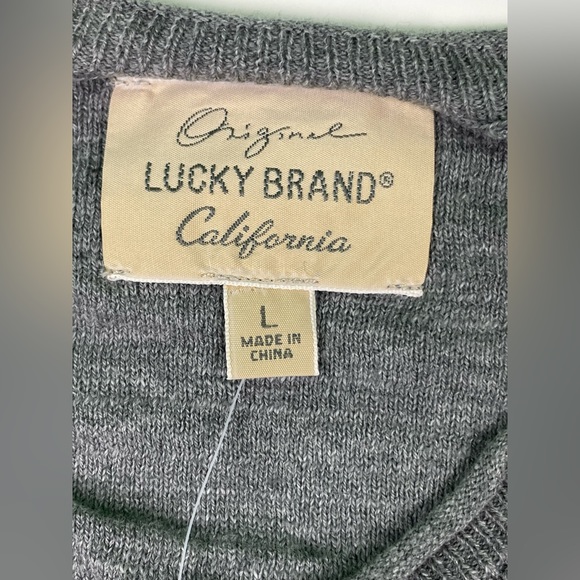 Original
LUCKY BRAND®
California
L
MADE IN
CHINA